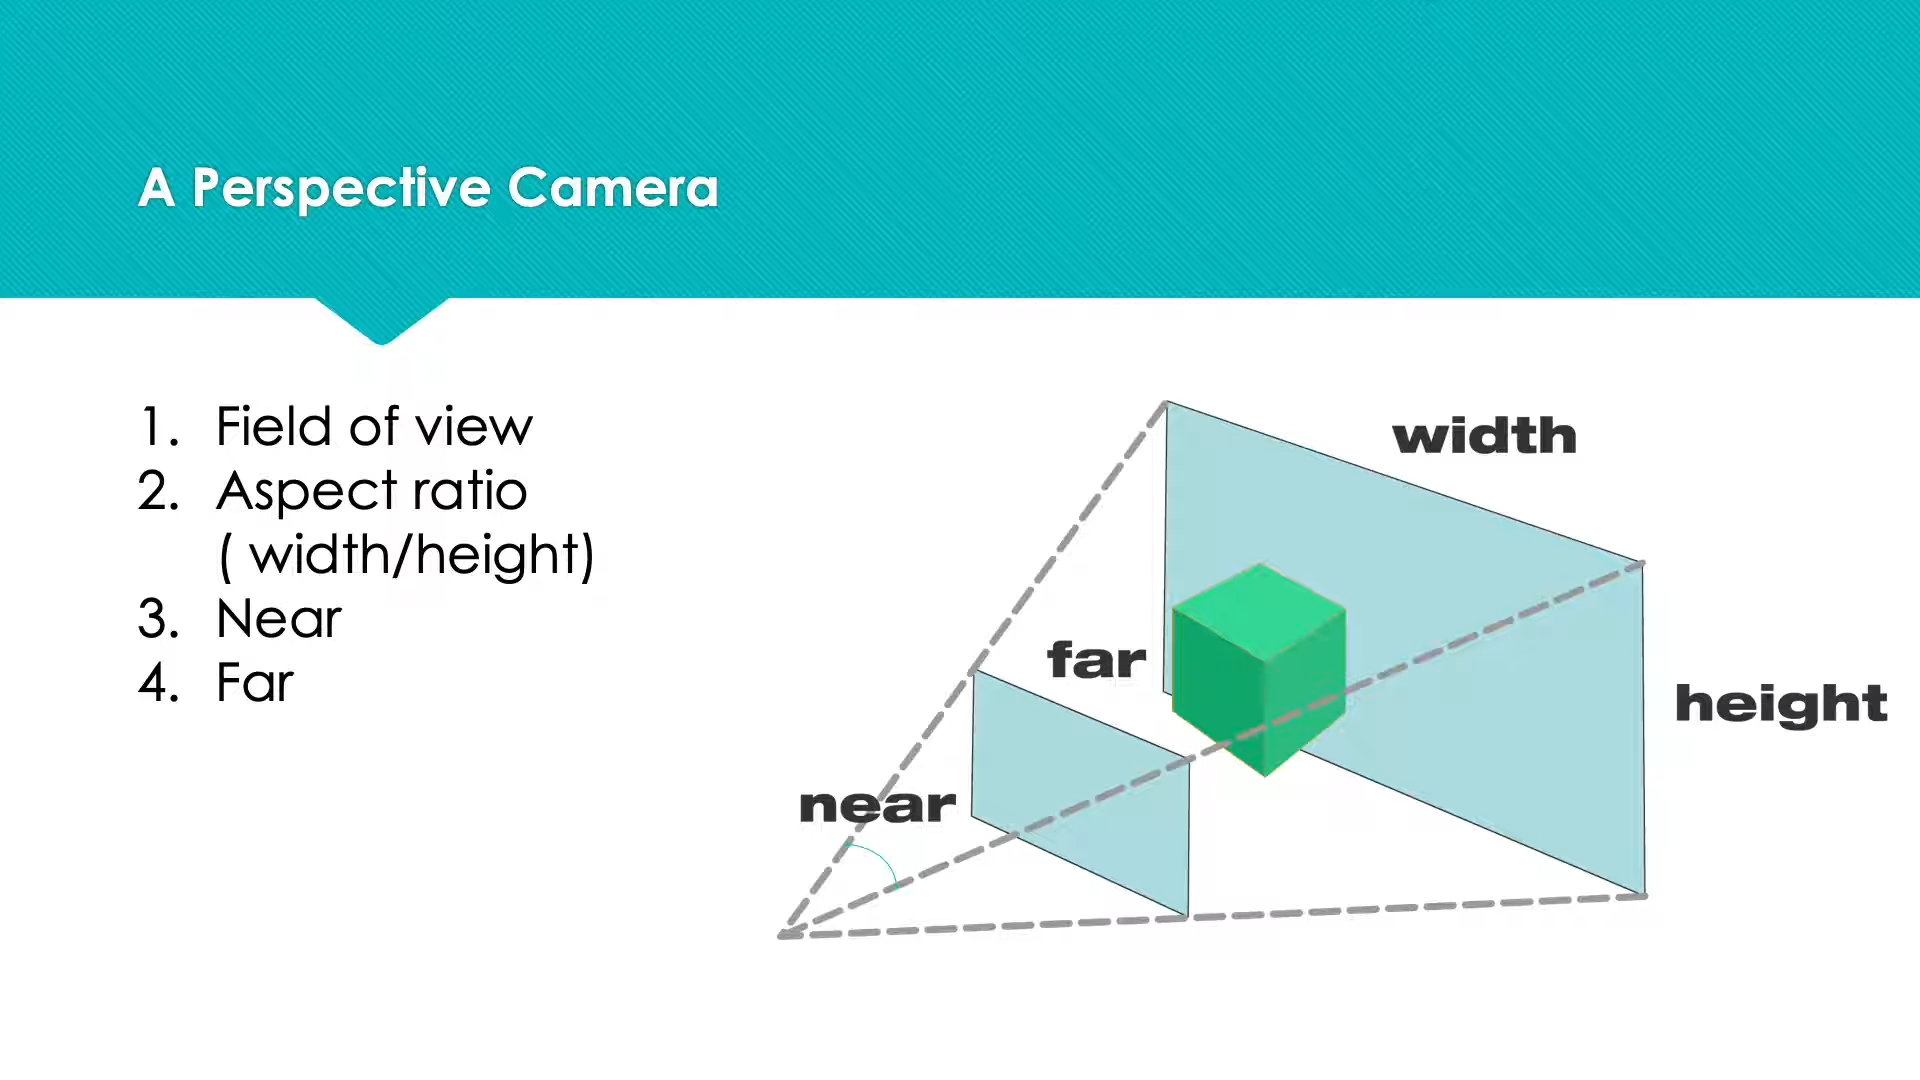 A Perspective Camera
1. Field of view
2. Aspect ratio
( width/height)
3. Near
4. Far
width
far
height
near